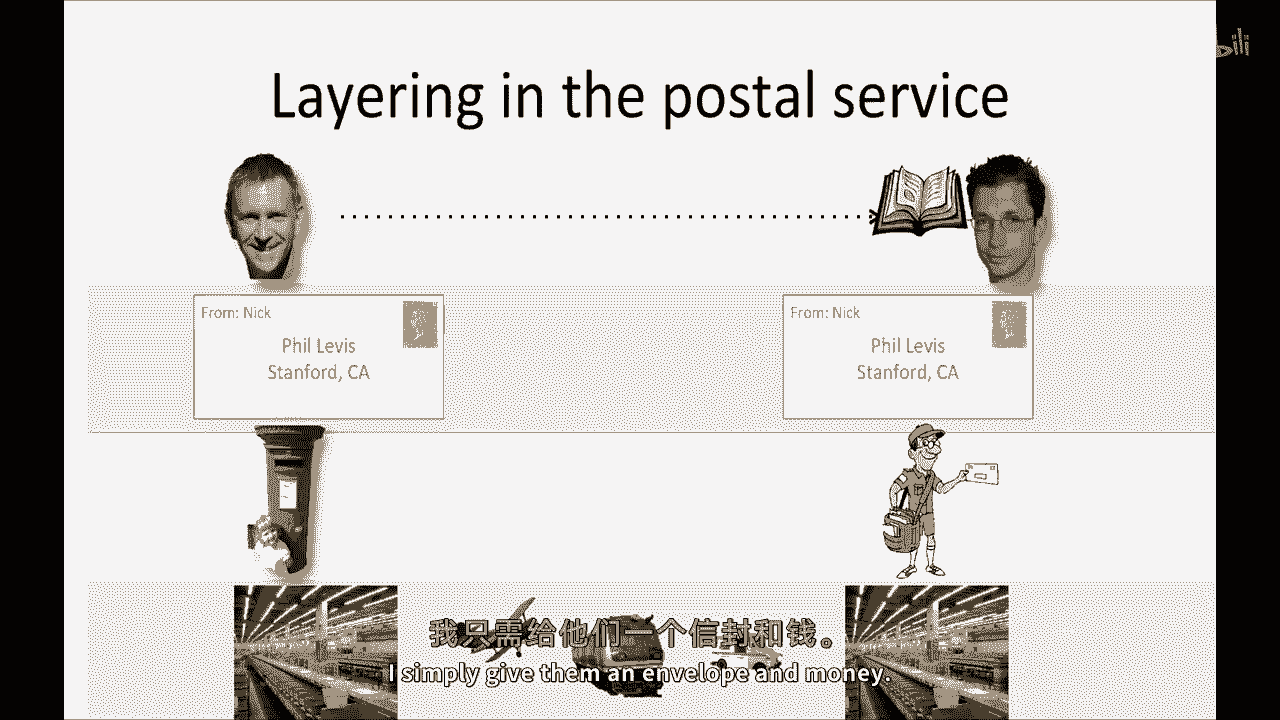 bili
Layering in the postal service
From: Nick
Phil Levis
Stanford, CA
From: Nick
Phil Levis
Stanford, CA
我只需给他们一个信封和钱。
I simply give them an envelope and money.